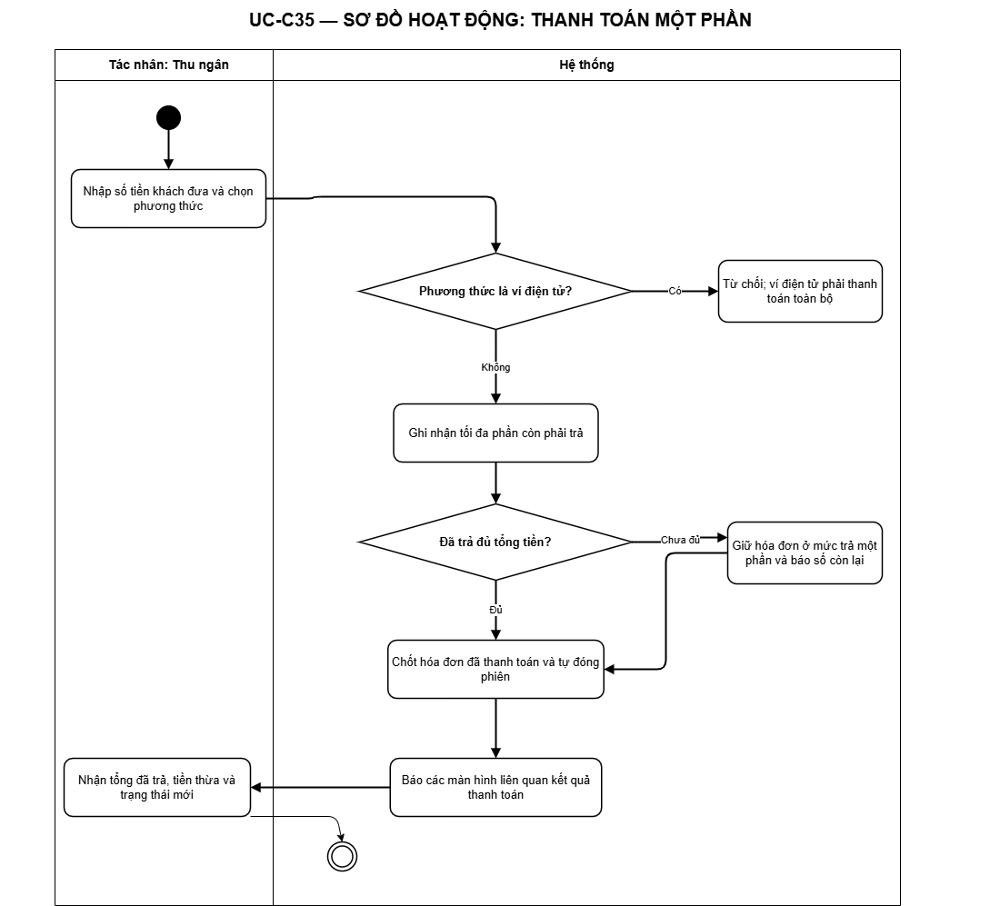 UC-C35 — SƠ ĐỒ HOẠT ĐỘNG: THANH TOÁN MỘT PHẦN
Tác nhân: Thu ngân
Hệ thống
Nhập số tiền khách đưa và chọn
phương thức
Phương thức là ví điện tử?
Có
Từ chối; ví điện tử phải thanh
toán toàn bộ
Không
Ghi nhận tối đa phần còn phải trả
Đã trả đủ tổng tiền?
Chưa đủ
Giữ hóa đơn ở mức trả một
phần và báo số còn lại
Đủ
Chốt hóa đơn đã thanh toán và tự đóng
phiên
Báo các màn hình liên quan kết quả
thanh toán
Nhận tổng đã trả, tiền thừa và
trạng thái mới